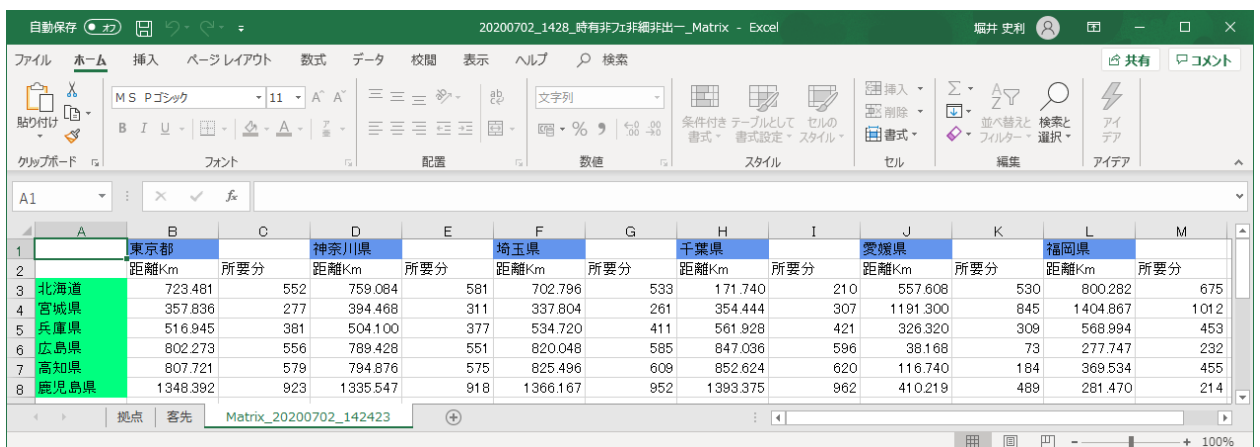 自動保存 オフ 20200702_1428_時有非フェ非細非出一_Matrix - Excel 堀井 史利
ファイル ホーム 挿入 ページ レイアウト 数式 データ 校閲 表示 ヘルプ 検索 共有 コメント
貼り付け
MS Pゴシック 11 A^ A˅
ab
文字列
B I U A
% 9 .00
条件付き書式 テーブルとして書式設定 セルのスタイル
挿入
削除
書式
Σ
並べ替えと フィルター 検索と 選択
アイデア
クリップボード フォント 配置 数値 スタイル セル 編集 アイデア
A1 fx
A B C D E F G H I J K L M
1 東京都 神奈川県 埼玉県 千葉県 愛媛県 福岡県
2 距離Km 所要分 距離Km 所要分 距離Km 所要分 距離Km 所要分 距離Km 所要分 距離Km 所要分
3 北海道 723.481 552 759.084 581 702.796 533 171.740 210 557.608 530 800.282 675
4 宮城県 357.836 277 394.468 311 337.804 261 354.444 307 1191.300 845 1404.867 1012
5 兵庫県 516.945 381 504.100 377 534.720 411 561.928 421 326.320 309 568.994 453
6 広島県 802.273 556 789.428 551 820.048 585 847.036 596 38.168 73 277.747 232
7 高知県 807.721 579 794.876 575 825.496 609 852.624 620 116.740 184 369.534 455
8 鹿児島県 1348.392 923 1335.547 918 1366.167 952 1393.375 962 410.219 489 281.470 214
拠点 客先 Matrix_20200702_142423
100%